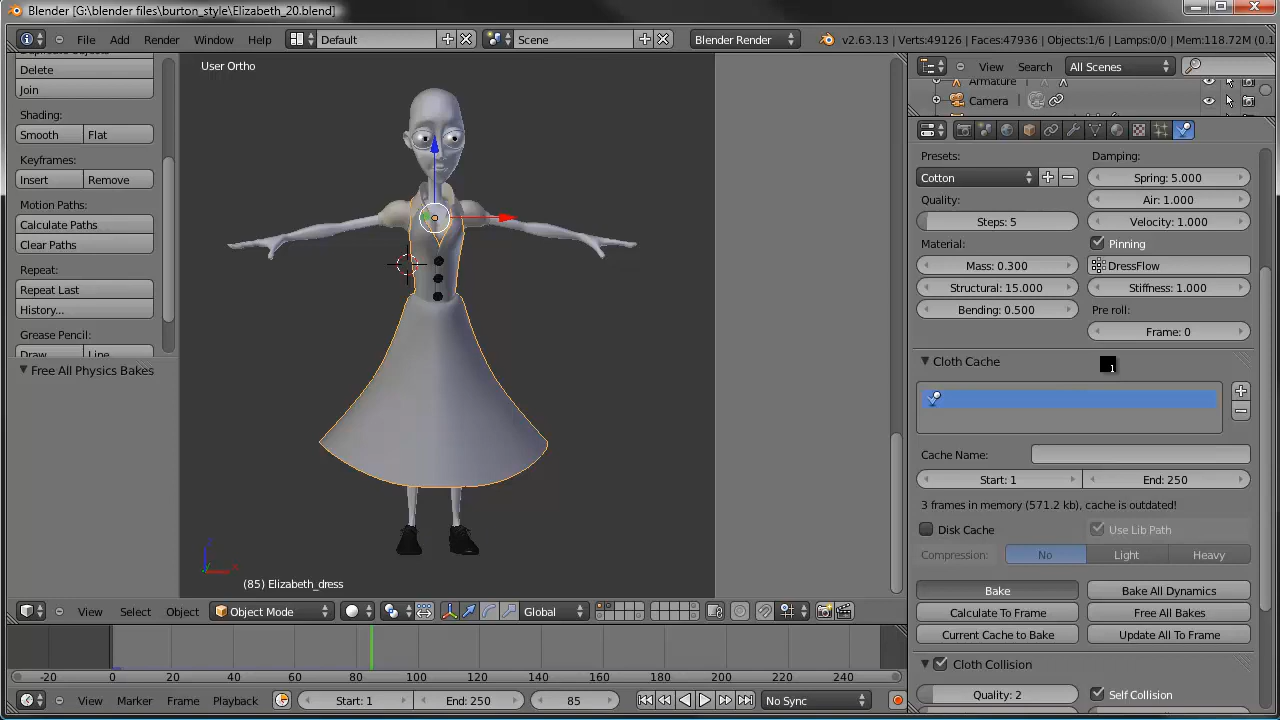 Blender [G:\blender files\burton_style\Elizabeth_20.blend]
File Add Render Window Help Default Scene Blender Render v2.63.13 | Verts:49126 | Faces:47936 | Objects:1/6 | Lamps:0/0 | Mem:118.72M (0.1
Delete
Join
Shading:
Smooth Flat
Keyframes:
Insert Remove
Motion Paths:
Calculate Paths
Clear Paths
Repeat:
Repeat Last
History...
Grease Pencil:
Draw Line
Free All Physics Bakes
User Ortho
(85) Elizabeth_dress
View Select Object Object Mode Global
-20 0 20 40 60 80 100 120 140 160 180 200 220 240
View Marker Frame Playback Start: 1 End: 250 85 No Sync
View Search All Scenes
Armature
Camera
Presets: Damping:
Cotton Spring: 5.000
Quality: Air: 1.000
Steps: 5 Velocity: 1.000
Material: Pinning
Mass: 0.300 DressFlow
Structural: 15.000 Stiffness: 1.000
Bending: 0.500 Pre roll:
Frame: 0
Cloth Cache 1
Cache Name:
Start: 1 End: 250
3 frames in memory (571.2 kb), cache is outdated!
Disk Cache Use Lib Path
Compression: No Light Heavy
Bake Bake All Dynamics
Calculate To Frame Free All Bakes
Current Cache to Bake Update All To Frame
Cloth Collision
Quality: 2 Self Collision